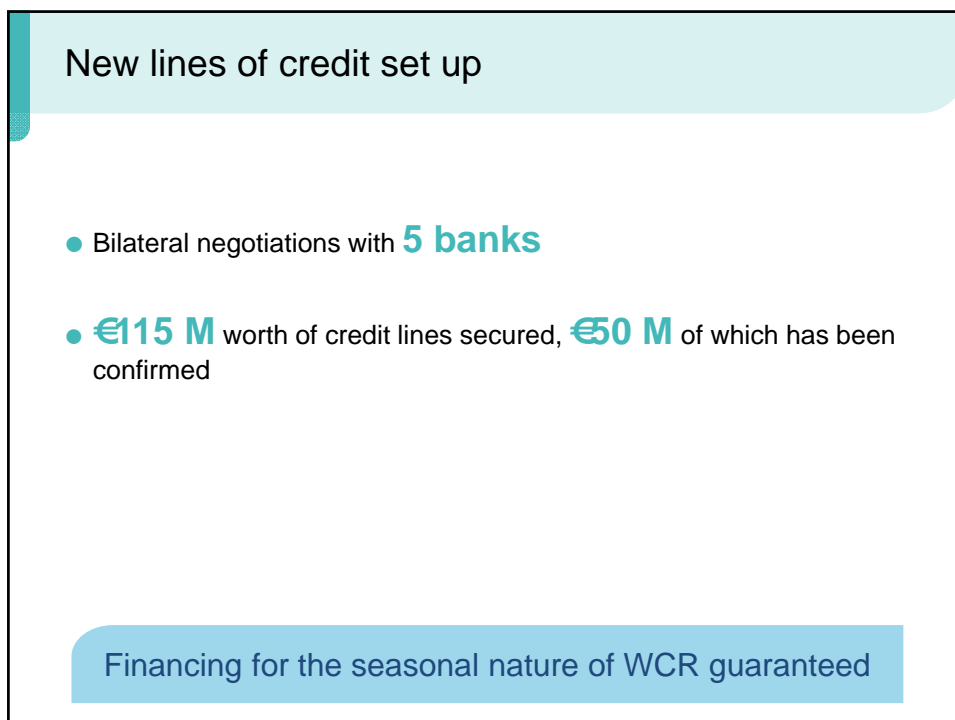 New lines of credit set up
● Bilateral negotiations with 5 banks
● €115 M worth of credit lines secured, €50 M of which has been
confirmed
Financing for the seasonal nature of WCR guaranteed